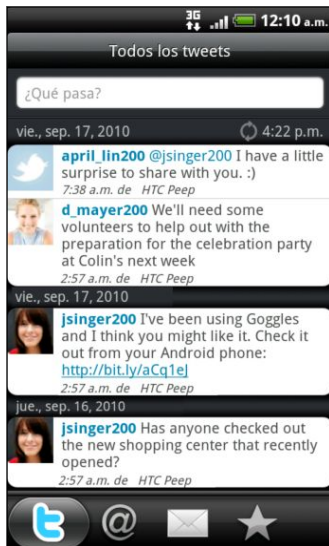 3G
12:10 a.m.
Todos los tweets
¿Qué pasa?
vie., sep. 17, 2010 4:22 p.m.
april_lin200 @jsinger200 I have a little
surprise to share with you. :)
7:38 a.m. de HTC Peep
d_mayer200 We'll need some
volunteers to help out with the
preparation for the celebration party
at Colin's next week
2:57 a.m. de HTC Peep
vie., sep. 17, 2010
jsinger200 I've been using Goggles
and I think you might like it. Check it
out from your Android phone:
http://bit.ly/aCq1eJ
2:57 a.m. de HTC Peep
jue., sep. 16, 2010
jsinger200 Has anyone checked out
the new shopping center that recently
opened?
2:57 a.m. de HTC Peep
t
@